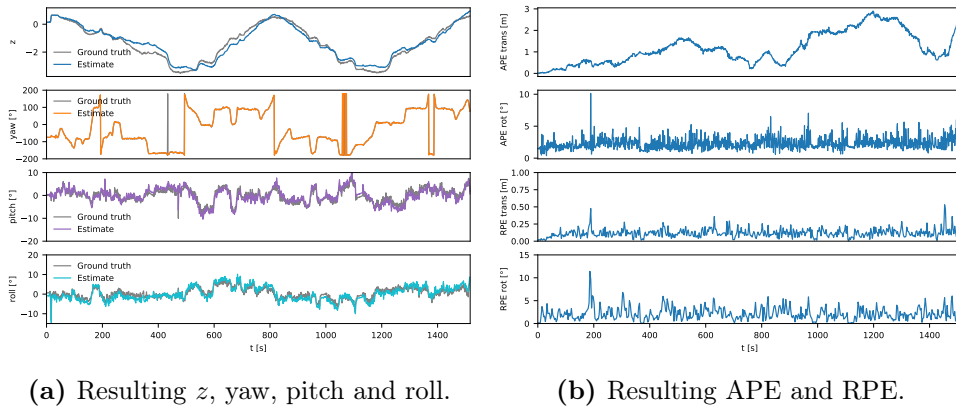 0
−2
z
Ground truth
Estimate
200
100
0
−100
−200
yaw [°]
Ground truth
Estimate
10
0
−10
−20
pitch [°]
Ground truth
Estimate
20
10
0
−10
roll [°]
Ground truth
Estimate
0 200 400 600 800 1000 1200 1400
t [s]
3
2
1
0
APE trans [m]
10
5
0
APE rot [°]
1.00
0.75
0.50
0.25
0.00
RPE trans [m]
15
10
5
0
RPE rot [°]
0 200 400 600 800 1000 1200 1400
t [s]
(a) Resulting z, yaw, pitch and roll.
(b) Resulting APE and RPE.